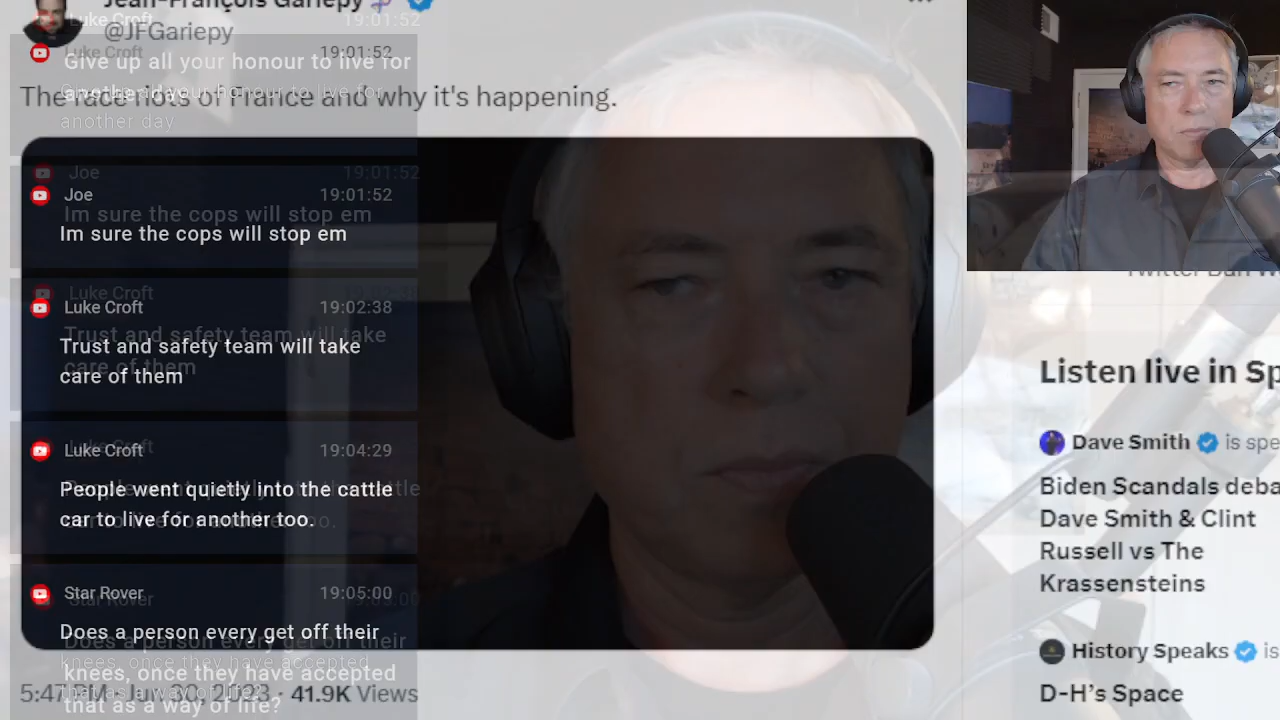 Jean-François Gariépy
@JFGariepy
The race riots of France and why it's happening.
Luke Croft 19:01:52
Give up all your honour to live for
another day
Joe 19:01:52
Im sure the cops will stop em
Luke Croft 19:02:38
Trust and safety team will take
care of them
Luke Croft 19:04:29
People went quietly into the cattle
car to live for another too.
Star Rover 19:05:00
Does a person every get off their
knees, once they have accepted
that as a way of life?
5:47 PM · Jun 30, 2023 · 41.9K Views
Listen live in Sp
Dave Smith is spe
Biden Scandals deba
Dave Smith & Clint
Russell vs The
Krassensteins
History Speaks is
D-H's Space